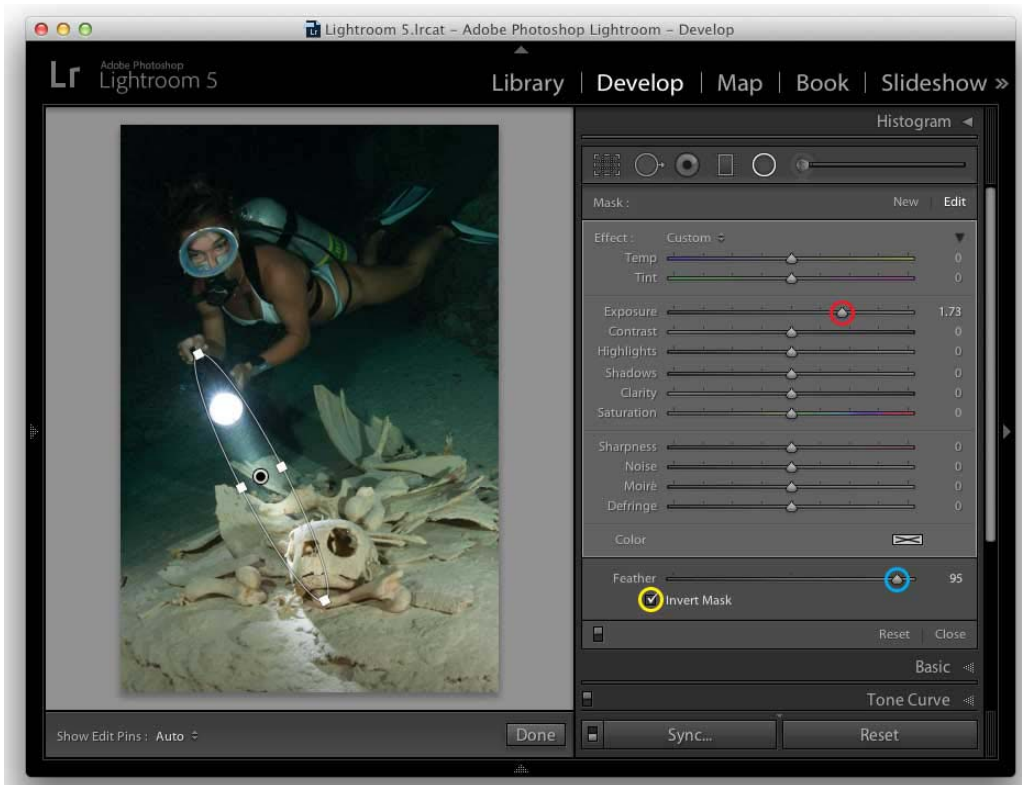 Lightroom 5.lrcat – Adobe Photoshop Lightroom – Develop
Lr Adobe Photoshop Lightroom 5
Library | Develop | Map | Book | Slideshow »
Histogram
Mask : New | Edit
Effect : Custom
Temp 0
Tint 0
Exposure 1.73
Contrast 0
Highlights 0
Shadows 0
Clarity 0
Saturation 0
Sharpness 0
Noise 0
Moiré 0
Defringe 0
Color
Feather 95
Invert Mask
Reset | Close
Basic
Tone Curve
Show Edit Pins : Auto Done Sync... Reset